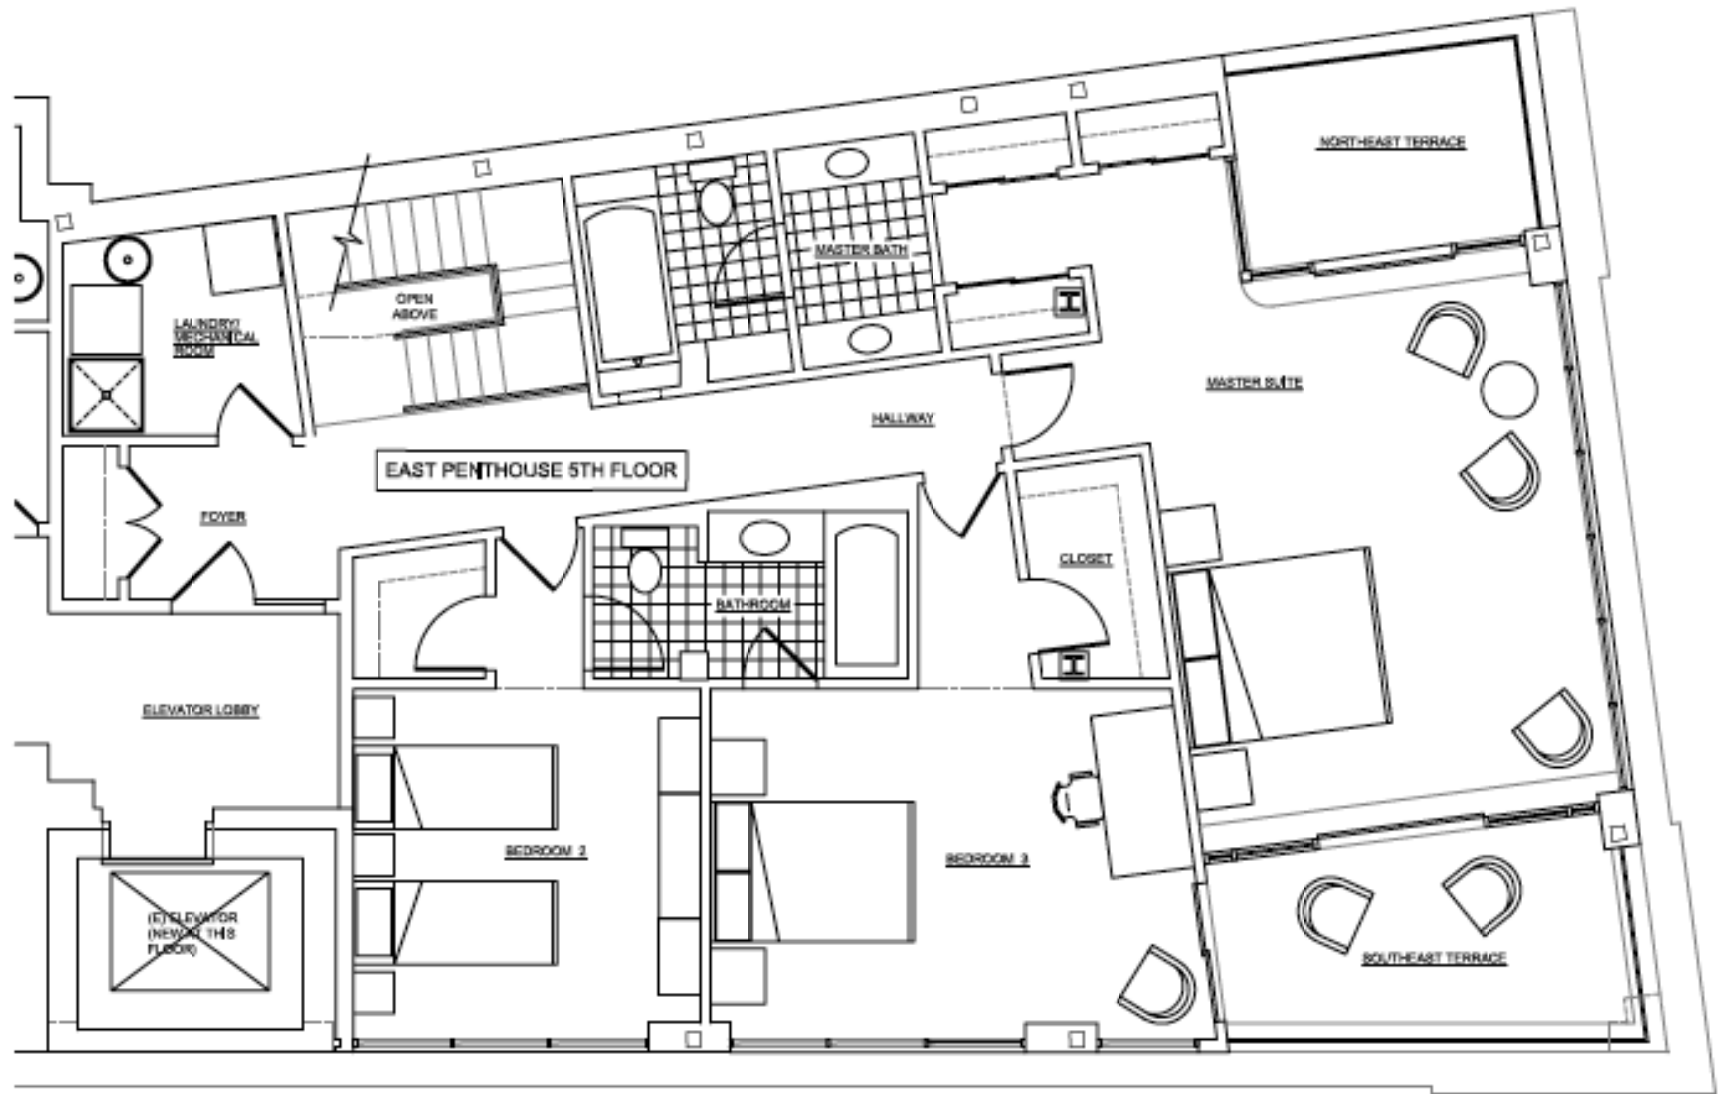 NORTHEAST TERRACE
MASTER BATH
OPEN
ABOVE
LAUNDRY/
MECHANICAL
ROOM
MASTER SUITE
HALLWAY
EAST PENTHOUSE 5TH FLOOR
FOYER
CLOSET
BATHROOM
ELEVATOR LOBBY
BEDROOM 2
BEDROOM 3
(E) ELEVATOR
(NEW AT THIS
FLOOR)
SOUTHEAST TERRACE